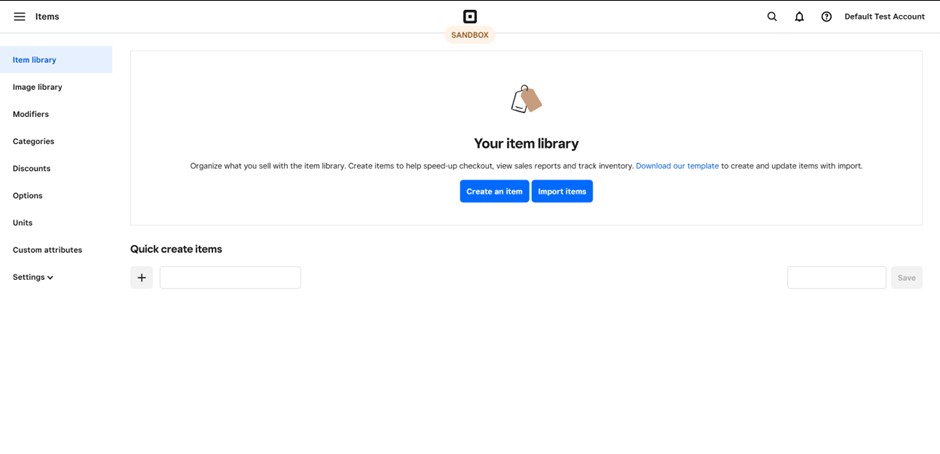 Items
SANDBOX
Default Test Account
Item library
Image library
Modifiers
Categories
Discounts
Options
Units
Custom attributes
Settings
Your item library
Organize what you sell with the item library. Create items to help speed-up checkout, view sales reports and track inventory. Download our template to create and update items with import.
Create an item
Import items
Quick create items
Save